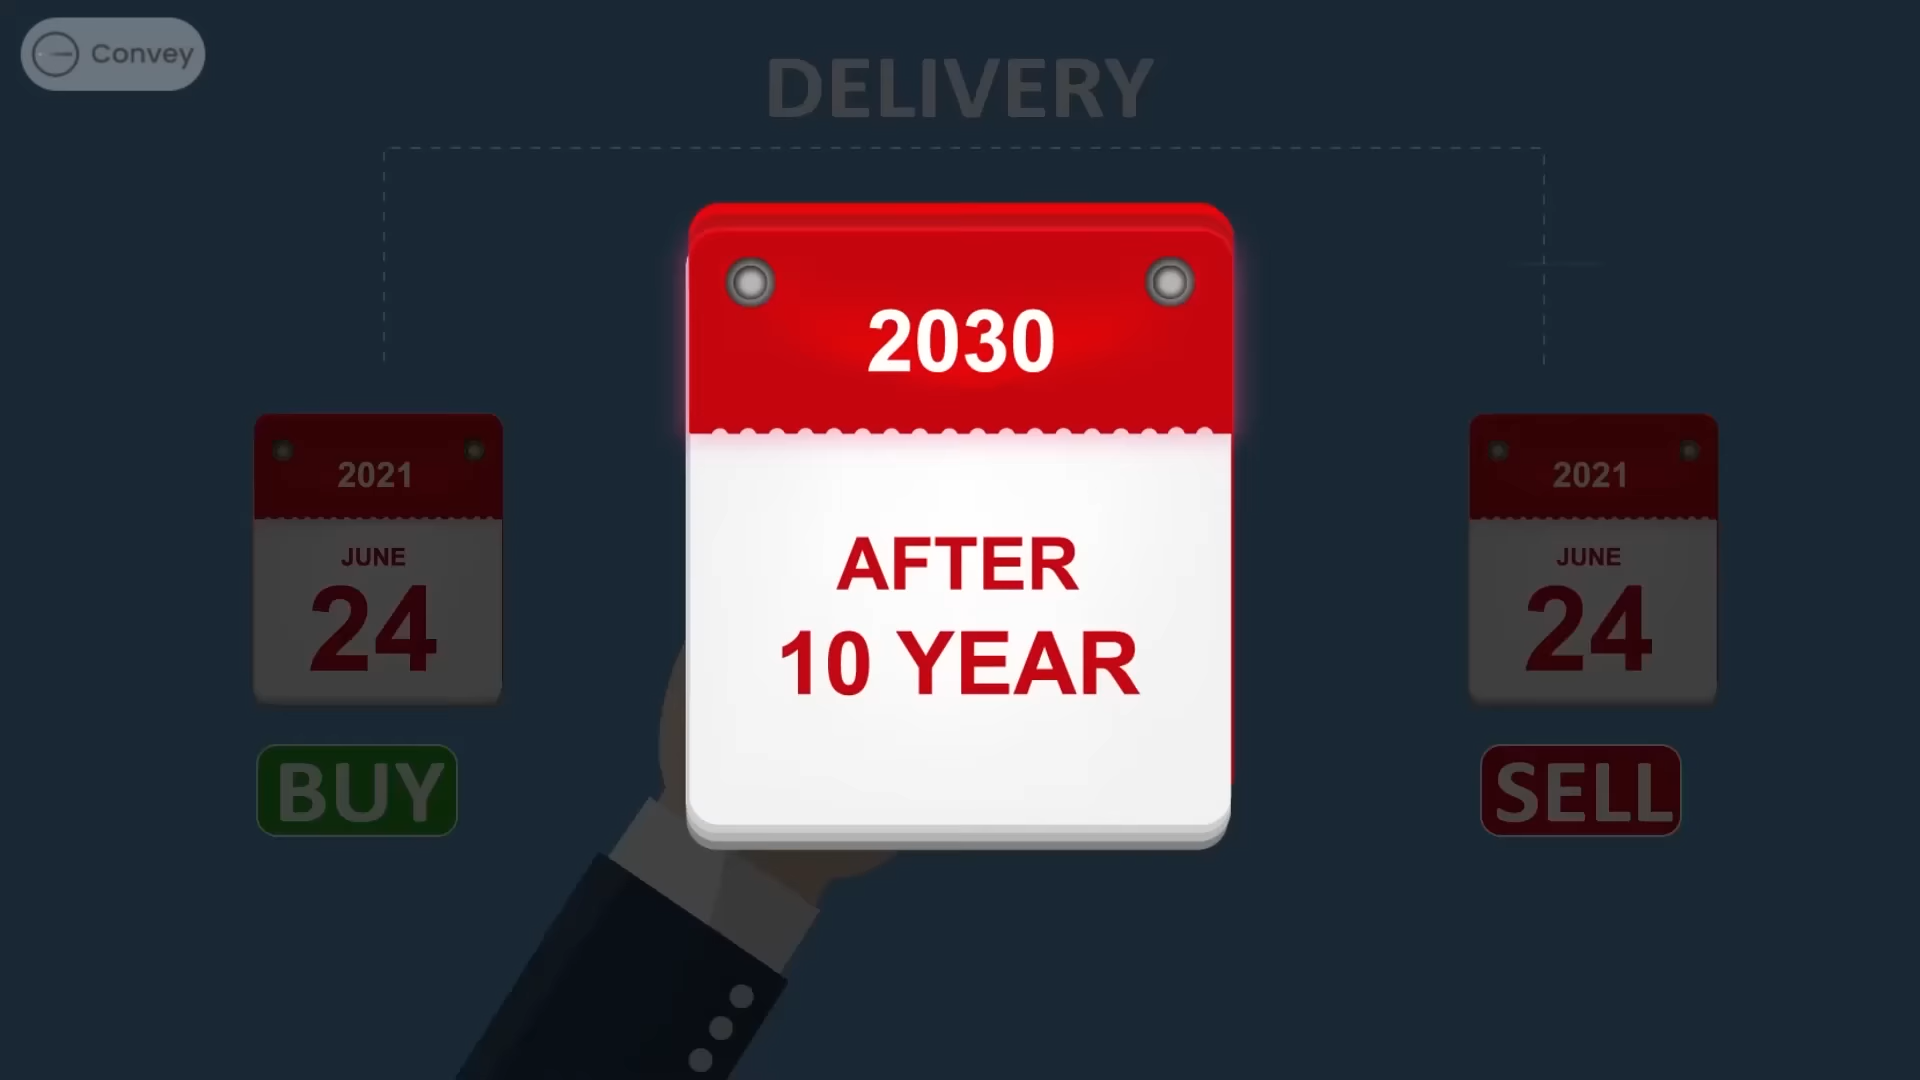 Convey
DELIVERY
2030
AFTER
10 YEAR
2021
JUNE
24
BUY
2021
JUNE
24
SELL